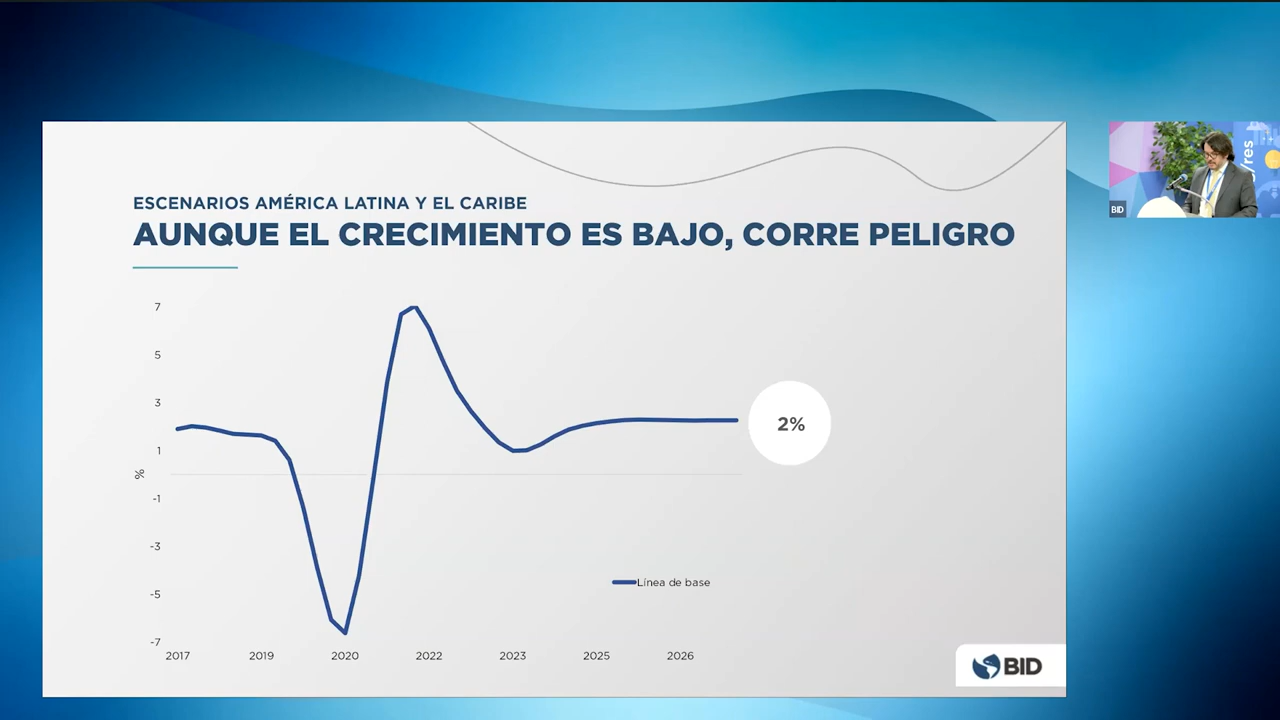 ESCENARIOS AMÉRICA LATINA Y EL CARIBE
AUNQUE EL CRECIMIENTO ES BAJO, CORRE PELIGRO
7
5
3
1
%
-1
-3
-5
-7
2017 2019 2020 2022 2023 2025 2026
2%
Línea de base
BID
BID